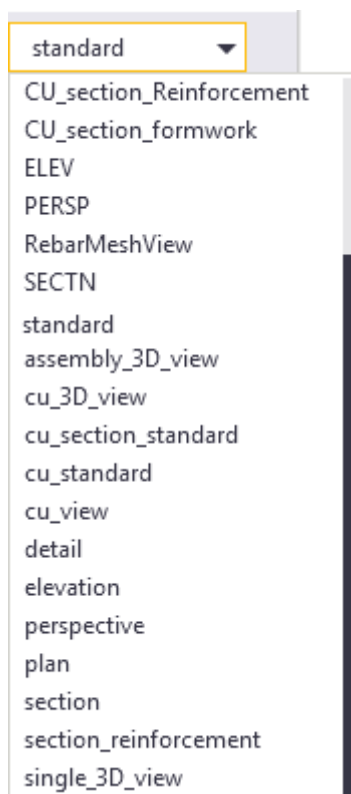 standard
CU_section_Reinforcement
CU_section_formwork
ELEV
PERSP
RebarMeshView
SECTN
standard
assembly_3D_view
cu_3D_view
cu_section_standard
cu_standard
cu_view
detail
elevation
perspective
plan
section
section_reinforcement
single_3D_view